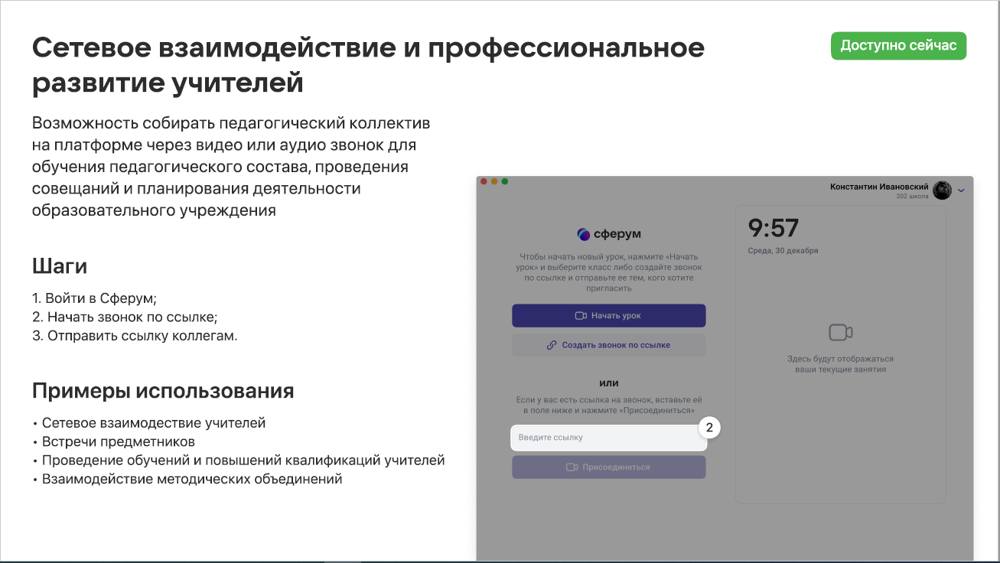 Сетевое взаимодействие и профессиональное
развитие учителей
Доступно сейчас
Возможность собирать педагогический коллектив
на платформе через видео или аудио звонок для
обучения педагогического состава, проведения
совещаний и планирования деятельности
образовательного учреждения
Шаги
1. Войти в Сферум;
2. Начать звонок по ссылке;
3. Отправить ссылку коллегам.
Примеры использования
• Сетевое взаимодествие учителей
• Встречи предметников
• Проведение обучений и повышений квалификаций учителей
• Взаимодействие методических объединений
Константин Ивановский
202 школа
сферум
Чтобы начать новый урок, нажмите «Начать
урок» и выберите класс либо создайте звонок
по ссылке и отправьте ее тем, кого хотите
пригласить
Начать урок
Создать звонок по ссылке
или
Если у вас есть ссылка на звонок, вставьте её
в поле ниже и нажмите «Присоединиться»
2
Введите ссылку
Присоединиться
9:57
Среда, 30 декабря
Здесь будут отображаться
ваши текущие занятия